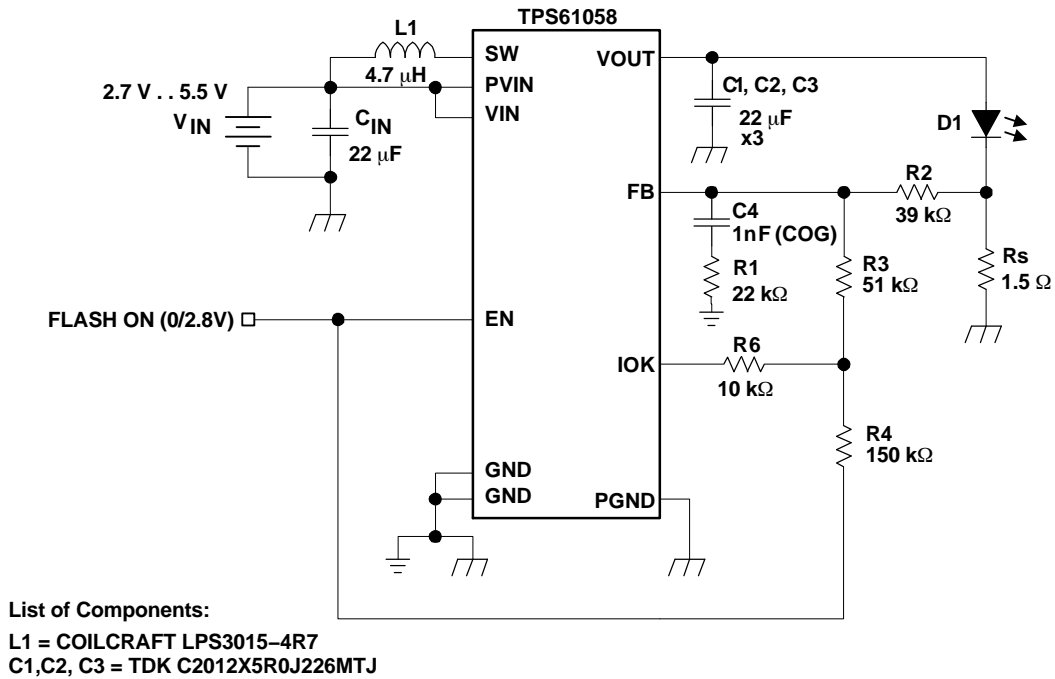 TPS61058
L1
4.7 μH
SW
PVIN
VIN
VOUT
2.7 V . . 5.5 V
VIN
CIN
22 μF
C1, C2, C3
22 μF
x3
D1
FB
R2
39 kΩ
C4
1nF (COG)
R1
22 kΩ
R3
51 kΩ
Rs
1.5 Ω
FLASH ON (0/2.8V)
EN
IOK
R6
10 kΩ
R4
150 kΩ
GND
GND
PGND
List of Components:
L1 = COILCRAFT LPS3015–4R7
C1,C2, C3 = TDK C2012X5R0J226MTJ